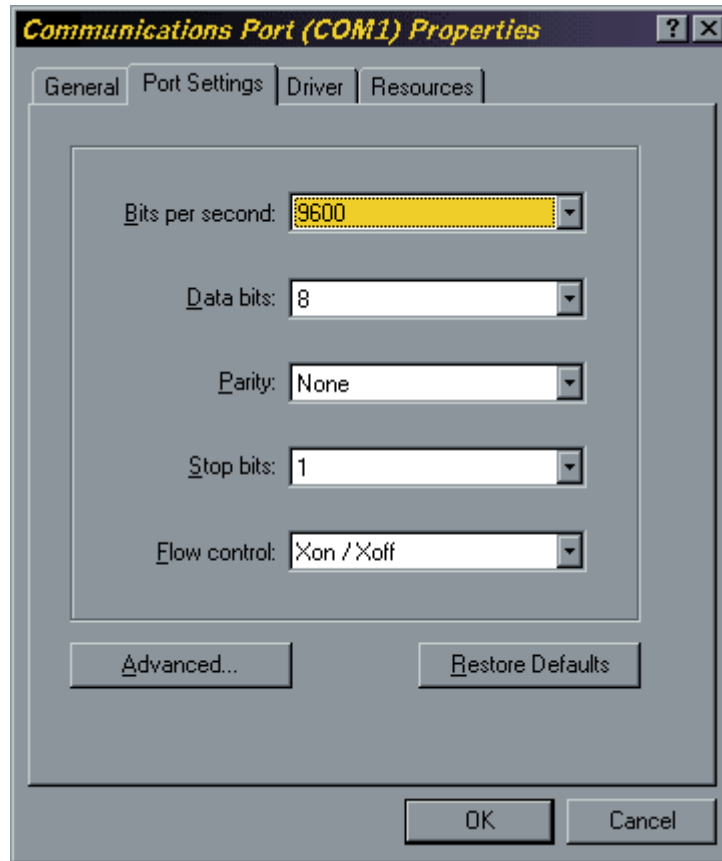 Communications Port (COM1) Properties ? ×
General Port Settings Driver Resources
Bits per second: 9600
Data bits: 8
Parity: None
Stop bits: 1
Flow control: Xon / Xoff
Advanced... Restore Defaults
OK Cancel